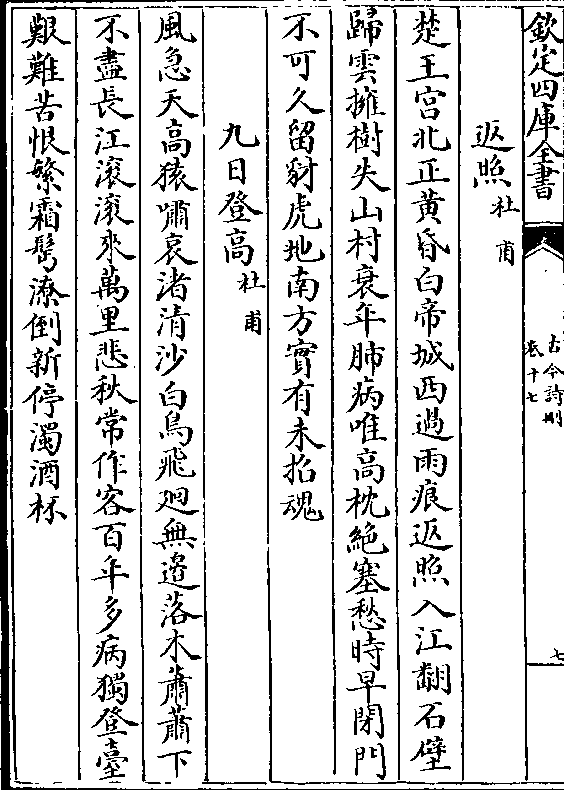 欽定四庫全書
古今詩刪
卷十七
七
返照 杜甫
楚王宫北正黄昏白帝城西過雨痕返照入江翻石壁
歸雲擁樹失山村衰年肺病唯高枕絶塞愁時早閉門
不可久留豺虎地南方實有未招魂
九日登高 杜甫
風急天高猿嘯哀渚清沙白鳥飛廻無邉落木蕭蕭下
不盡長江滚滚來萬里悲秋常作客百年多病獨登臺
艱難苦恨繁霜鬢潦倒新停濁酒杯